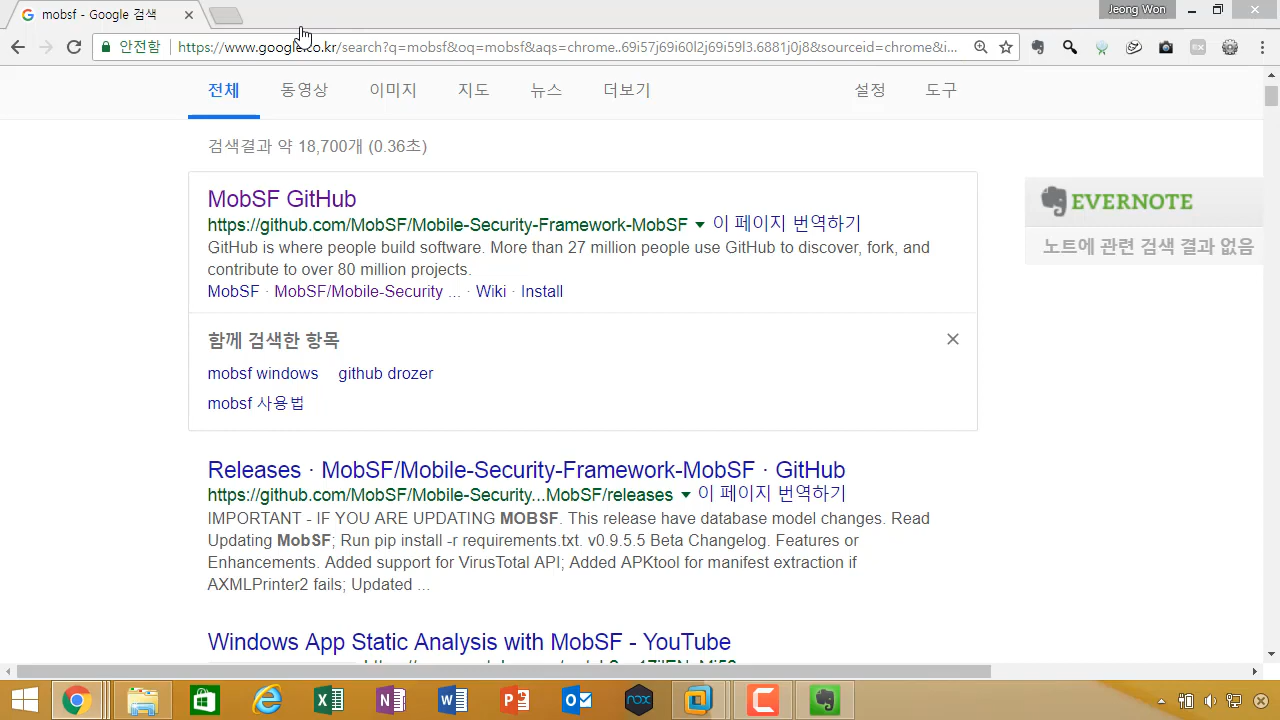 mobsf - Google 검색
Jeong Won
안전함 https://www.google.co.kr/search?q=mobsf&oq=mobsf&aqs=chrome..69i57j69i60l2j69i59l3.6881j0j8&sourceid=chrome&i...
전체 동영상 이미지 지도 뉴스 더보기 설정 도구
검색결과 약 18,700개 (0.36초)
MobSF GitHub
https://github.com/MobSF/Mobile-Security-Framework-MobSF ▼ 이 페이지 번역하기
GitHub is where people build software. More than 27 million people use GitHub to discover, fork, and
contribute to over 80 million projects.
MobSF · MobSF/Mobile-Security ... · Wiki · Install
함께 검색한 항목
mobsf windows github drozer
mobsf 사용법
EVERNOTE
노트에 관련 검색 결과 없음
Releases · MobSF/Mobile-Security-Framework-MobSF · GitHub
https://github.com/MobSF/Mobile-Security...MobSF/releases ▼ 이 페이지 번역하기
IMPORTANT - IF YOU ARE UPDATING MOBSF. This release have database model changes. Read
Updating MobSF; Run pip install -r requirements.txt. v0.9.5.5 Beta Changelog. Features or
Enhancements. Added support for VirusTotal API; Added APKtool for manifest extraction if
AXMLPrinter2 fails; Updated ...
Windows App Static Analysis with MobSF - YouTube